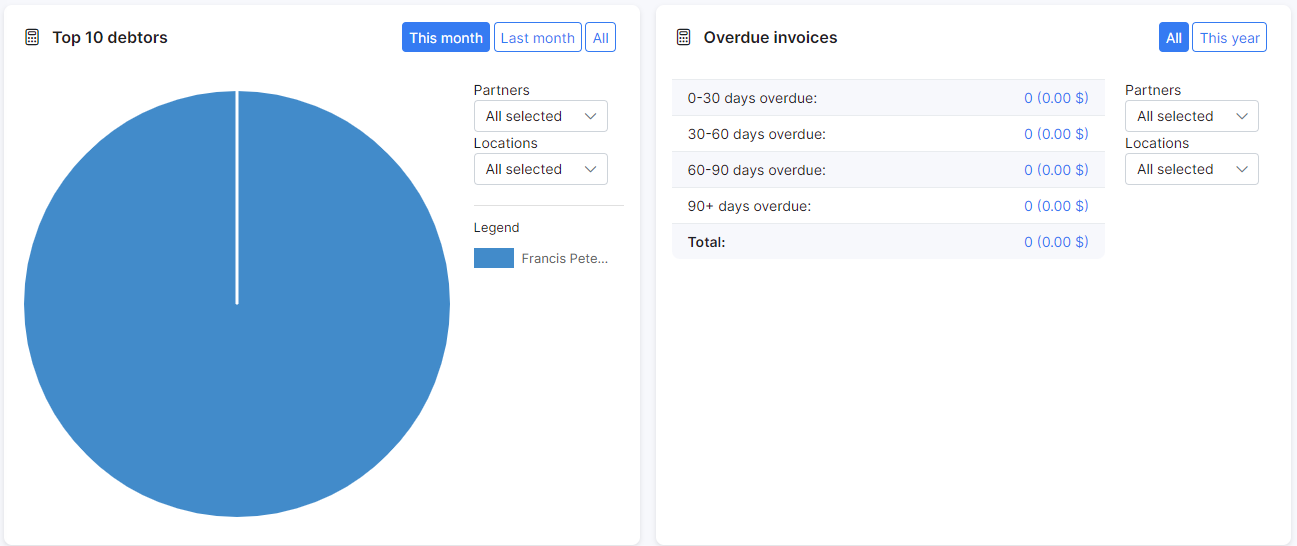 Top 10 debtors
This month
Last month
All
Partners
All selected
Locations
All selected
Legend
Francis Pete...
Overdue invoices
All
This year
0-30 days overdue: 0 (0.00 $)
30-60 days overdue: 0 (0.00 $)
60-90 days overdue: 0 (0.00 $)
90+ days overdue: 0 (0.00 $)
Total: 0 (0.00 $)
Partners
All selected
Locations
All selected